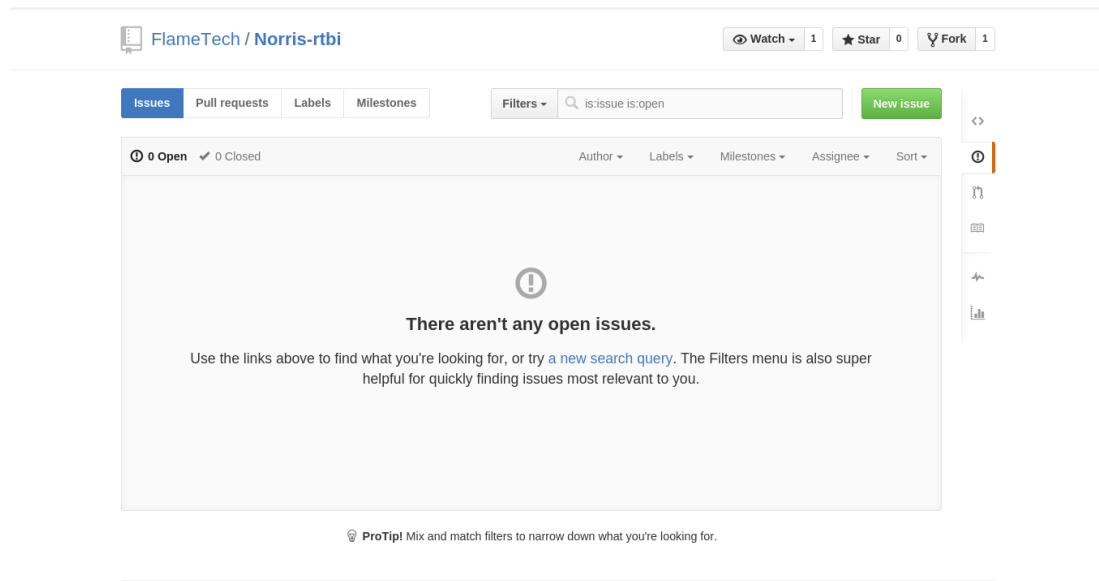 FlameTech / Norris-rtbi
Watch 1 Star 0 Fork 1
Issues Pull requests Labels Milestones Filters is:issue is:open New issue
0 Open 0 Closed Author Labels Milestones Assignee Sort
There aren't any open issues.
Use the links above to find what you're looking for, or try a new search query. The Filters menu is also super
helpful for quickly finding issues most relevant to you.
ProTip! Mix and match filters to narrow down what you're looking for.